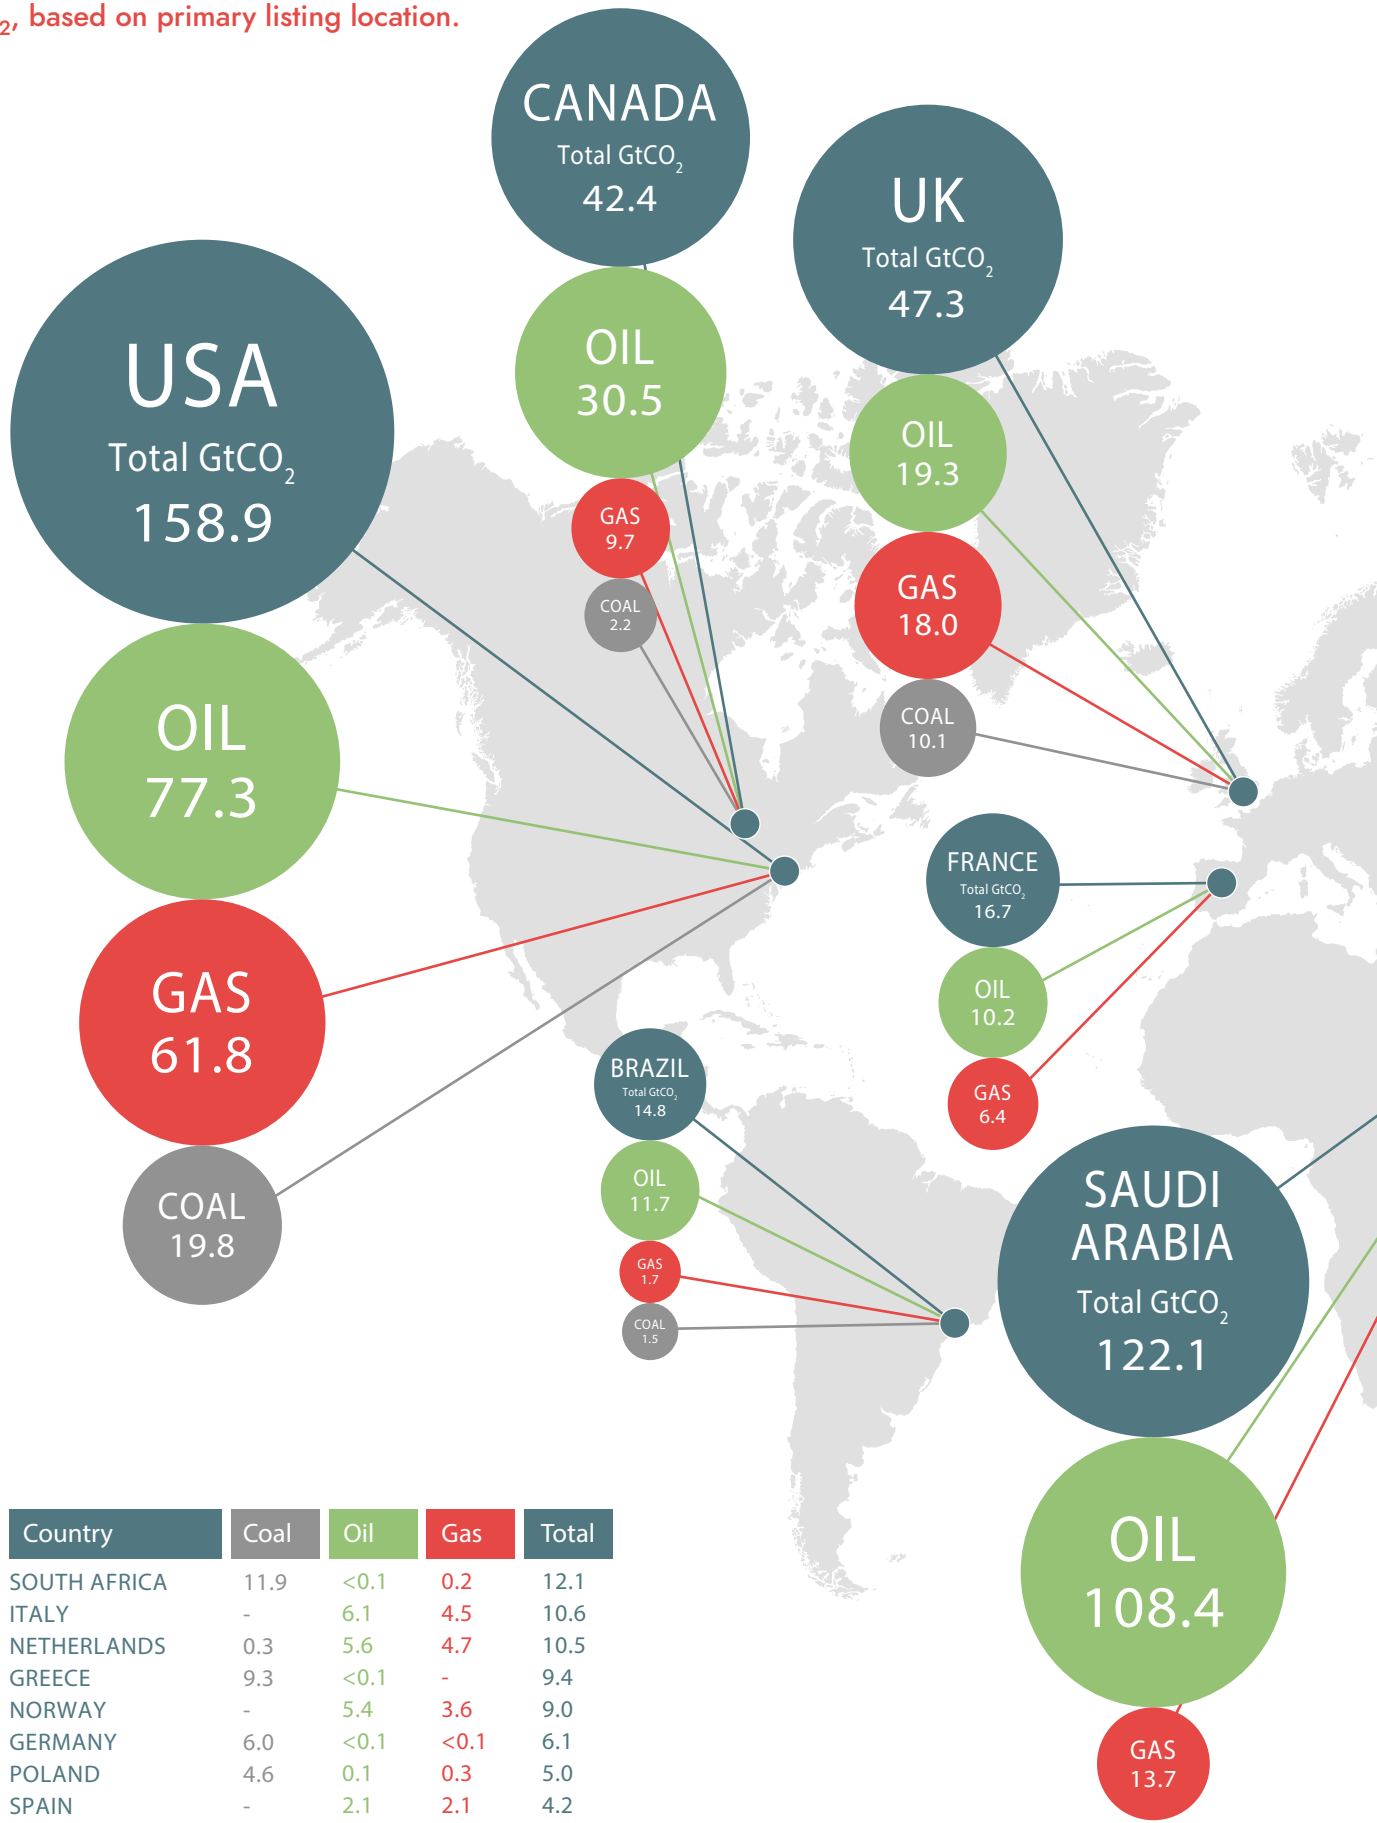 ₂, based on primary listing location.
CANADA
Total GtCO₂
42.4
OIL
30.5
GAS
9.7
COAL
2.2
UK
Total GtCO₂
47.3
OIL
19.3
GAS
18.0
COAL
10.1
USA
Total GtCO₂
158.9
OIL
77.3
GAS
61.8
COAL
19.8
FRANCE
Total GtCO₂
16.7
OIL
10.2
GAS
6.4
BRAZIL
Total GtCO₂
14.8
OIL
11.7
GAS
1.7
COAL
1.5
SAUDI
ARABIA
Total GtCO₂
122.1
OIL
108.4
GAS
13.7
Country Coal Oil Gas Total
SOUTH AFRICA 11.9 <0.1 0.2 12.1
ITALY - 6.1 4.5 10.6
NETHERLANDS 0.3 5.6 4.7 10.5
GREECE 9.3 <0.1 - 9.4
NORWAY - 5.4 3.6 9.0
GERMANY 6.0 <0.1 <0.1 6.1
POLAND 4.6 0.1 0.3 5.0
SPAIN - 2.1 2.1 4.2